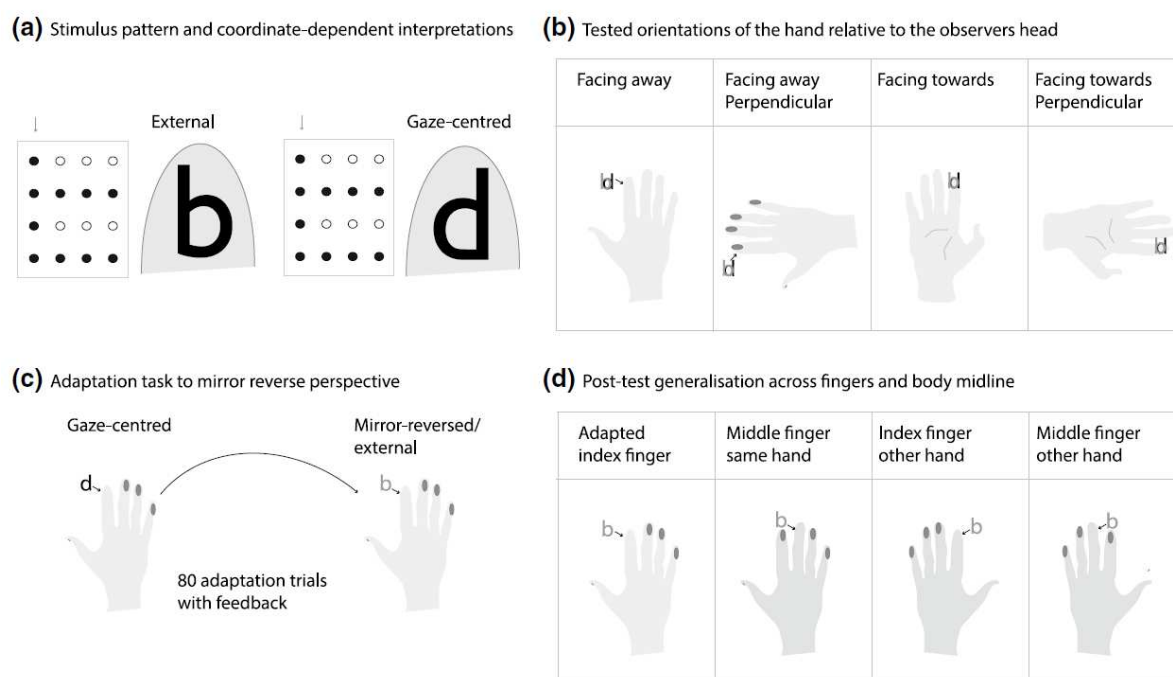 (a) Stimulus pattern and coordinate-dependent interpretations
External
Gaze-centred
b
d
(b) Tested orientations of the hand relative to the observers head
Facing away
Facing away
Perpendicular
Facing towards
Facing towards
Perpendicular
d
d
d
d
(c) Adaptation task to mirror reverse perspective
Gaze-centred
Mirror-reversed/
external
d
b
80 adaptation trials
with feedback
(d) Post-test generalisation across fingers and body midline
Adapted
index finger
Middle finger
same hand
Index finger
other hand
Middle finger
other hand
b
b
b
b